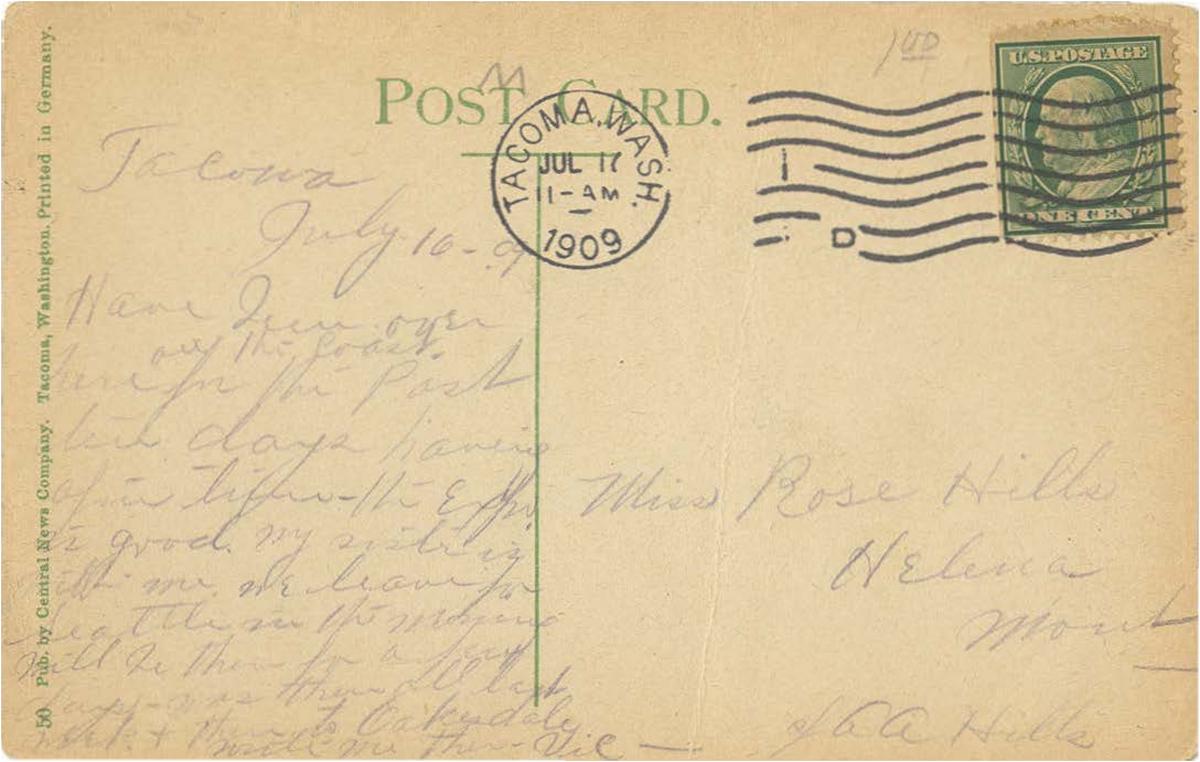 100
U.S. POSTAGE
ONE CENT
POST CARD.
M
TACOMA, WASH.
JUL 17
11-AM
1909
1
D
Pub. by Central News Company. Tacoma, Washington. Printed in Germany.
50
Tacoma
July 16-09
Have been over
all the Coast.
here for the Past
ten days having
a fine time - the Expo
is good. My sister is
with me. we leave for
Seattle in the morning
Will be there for a few
days - was there all last
week. + then to Oakesdale
write me there - Vic -
Miss Rose Hills
Helena
Mont
c/o A A Hills